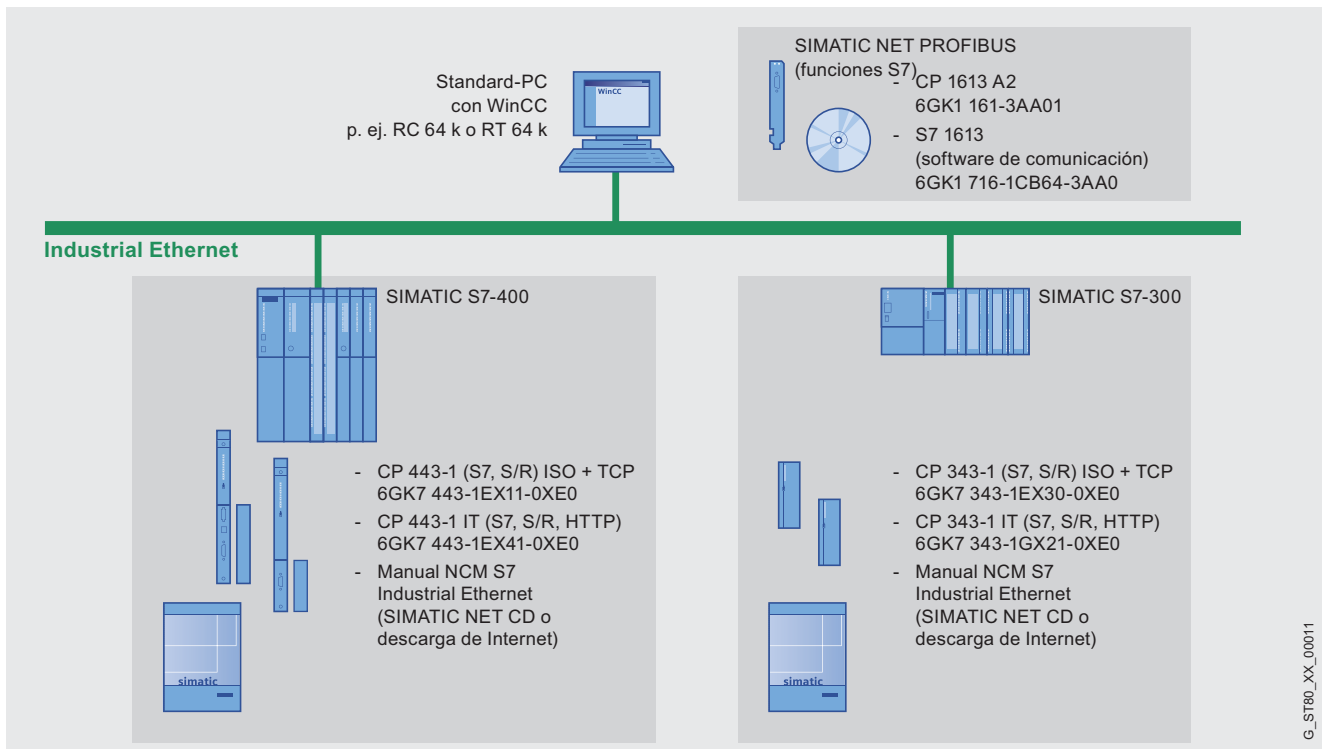 Standard-PC
con WinCC
p. ej. RC 64 k o RT 64 k
WinCC
SIMATIC NET PROFIBUS
(funciones S7)
- CP 1613 A2
6GK1 161-3AA01
- S7 1613
(software de comunicación)
6GK1 716-1CB64-3AA0
Industrial Ethernet
SIMATIC S7-400
- CP 443-1 (S7, S/R) ISO + TCP
6GK7 443-1EX11-0XE0
- CP 443-1 IT (S7, S/R, HTTP)
6GK7 443-1EX41-0XE0
- Manual NCM S7
Industrial Ethernet
(SIMATIC NET CD o
descarga de Internet)
simatic
SIMATIC S7-300
- CP 343-1 (S7, S/R) ISO + TCP
6GK7 343-1EX30-0XE0
- CP 343-1 IT (S7, S/R, HTTP)
6GK7 343-1GX21-0XE0
- Manual NCM S7
Industrial Ethernet
(SIMATIC NET CD o
descarga de Internet)
simatic
G_ST80_XX_00011